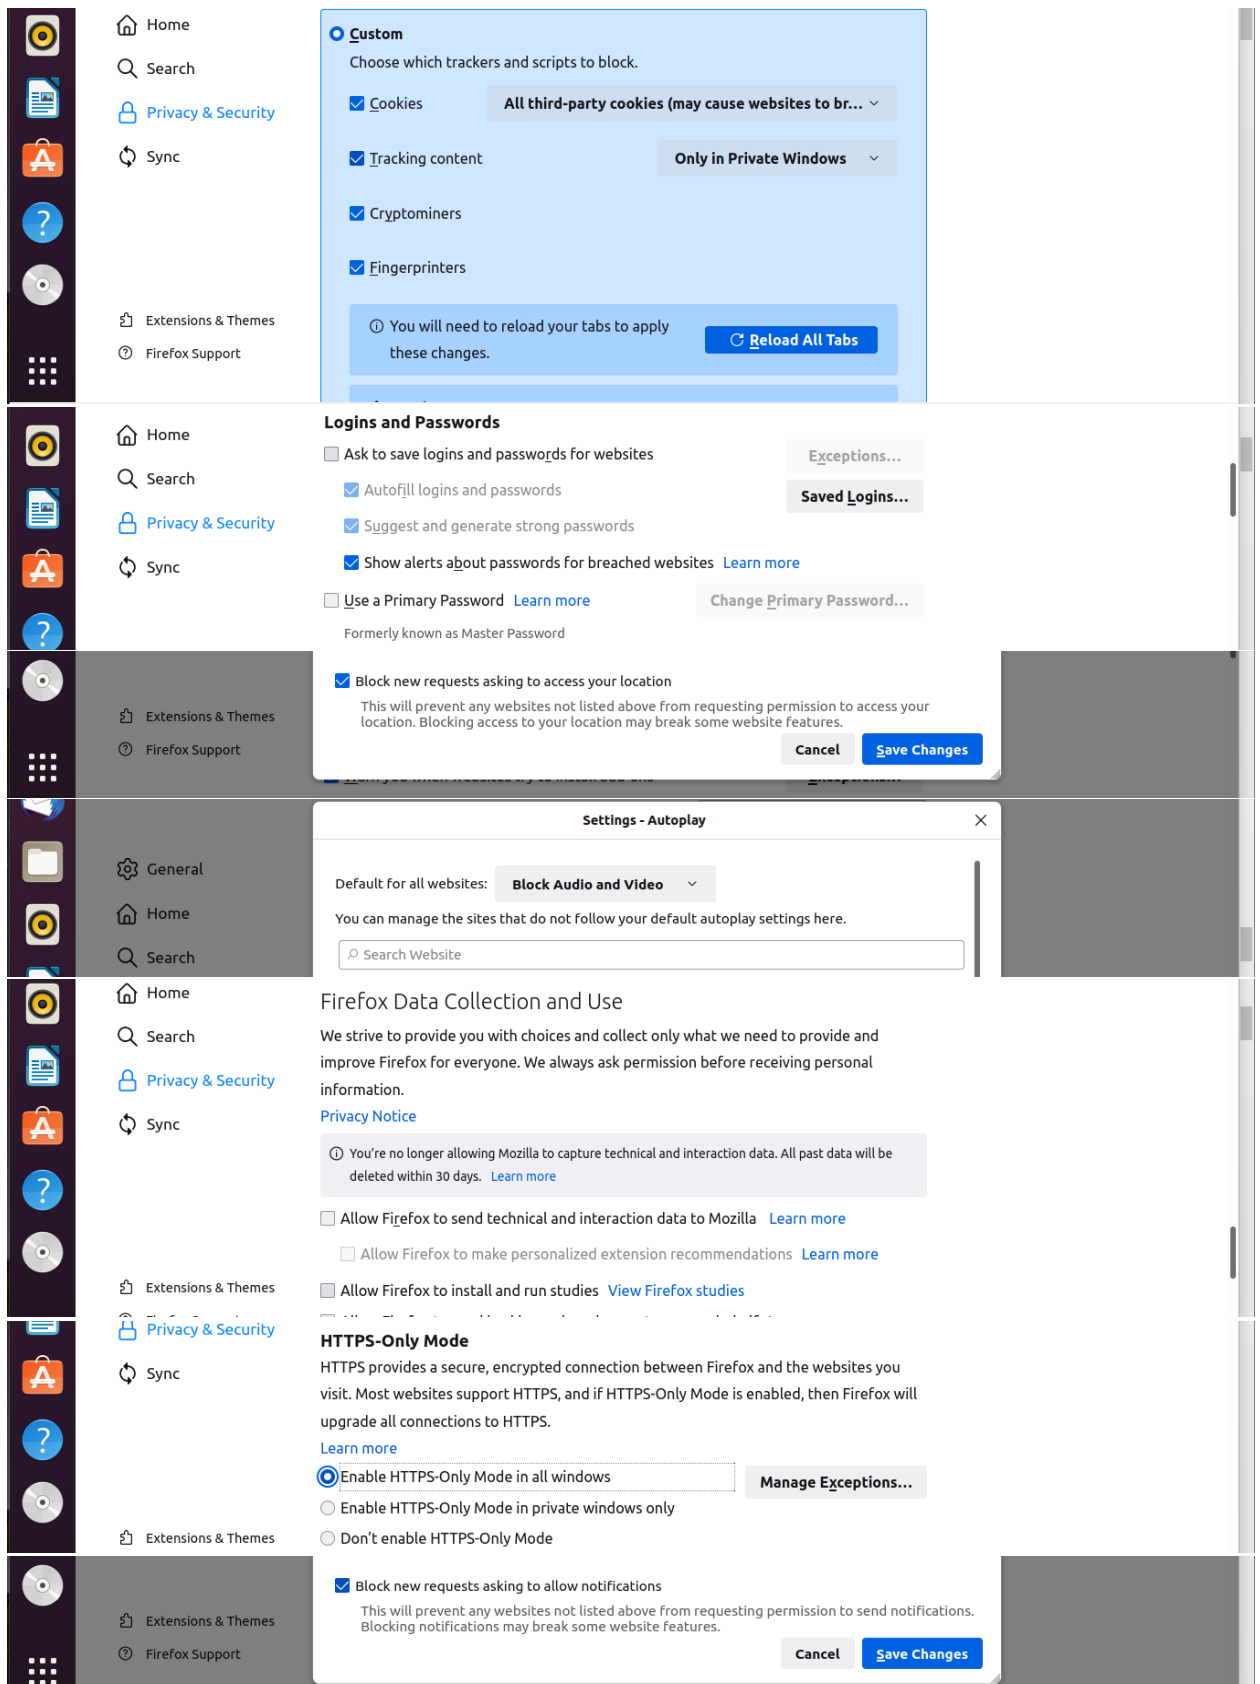 Home
Search
Privacy & Security
Sync
Extensions & Themes
Firefox Support
Custom
Choose which trackers and scripts to block.
Cookies All third-party cookies (may cause websites to br...
Tracking content Only in Private Windows
Cryptominers
Fingerprinters
You will need to reload your tabs to apply
these changes.
Reload All Tabs
Home
Search
Privacy & Security
Sync
Logins and Passwords
Ask to save logins and passwords for websites Exceptions...
Autofill logins and passwords Saved Logins...
Suggest and generate strong passwords
Show alerts about passwords for breached websites Learn more
Use a Primary Password Learn more Change Primary Password...
Formerly known as Master Password
Extensions & Themes
Firefox Support
Block new requests asking to access your location
This will prevent any websites not listed above from requesting permission to access your
location. Blocking access to your location may break some website features.
Cancel Save Changes
General
Home
Search
Settings - Autoplay
Default for all websites: Block Audio and Video
You can manage the sites that do not follow your default autoplay settings here.
Search Website
Home
Search
Privacy & Security
Sync
Extensions & Themes
Firefox Data Collection and Use
We strive to provide you with choices and collect only what we need to provide and
improve Firefox for everyone. We always ask permission before receiving personal
information.
Privacy Notice
You're no longer allowing Mozilla to capture technical and interaction data. All past data will be
deleted within 30 days. Learn more
Allow Firefox to send technical and interaction data to Mozilla Learn more
Allow Firefox to make personalized extension recommendations Learn more
Allow Firefox to install and run studies View Firefox studies
Privacy & Security
Sync
Extensions & Themes
HTTPS-Only Mode
HTTPS provides a secure, encrypted connection between Firefox and the websites you
visit. Most websites support HTTPS, and if HTTPS-Only Mode is enabled, then Firefox will
upgrade all connections to HTTPS.
Learn more
Enable HTTPS-Only Mode in all windows Manage Exceptions...
Enable HTTPS-Only Mode in private windows only
Don't enable HTTPS-Only Mode
Extensions & Themes
Firefox Support
Block new requests asking to allow notifications
This will prevent any websites not listed above from requesting permission to send notifications.
Blocking notifications may break some website features.
Cancel Save Changes